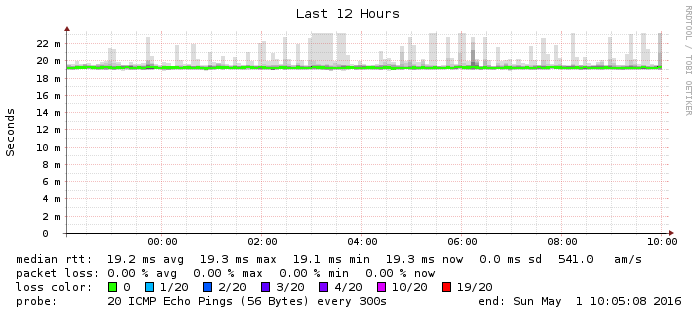 Last 12 Hours
RRDTOOL / TOBI OETIKER
Seconds
22 m
20 m
18 m
16 m
14 m
12 m
10 m
8 m
6 m
4 m
2 m
0
00:00 02:00 04:00 06:00 08:00 10:00
median rtt: 19.2 ms avg 19.3 ms max 19.1 ms min 19.3 ms now 0.0 ms sd 541.0 am/s
packet loss: 0.00 % avg 0.00 % max 0.00 % min 0.00 % now
loss color: 0 1/20 2/20 3/20 4/20 10/20 19/20
probe: 20 ICMP Echo Pings (56 Bytes) every 300s end: Sun May 1 10:05:08 2016